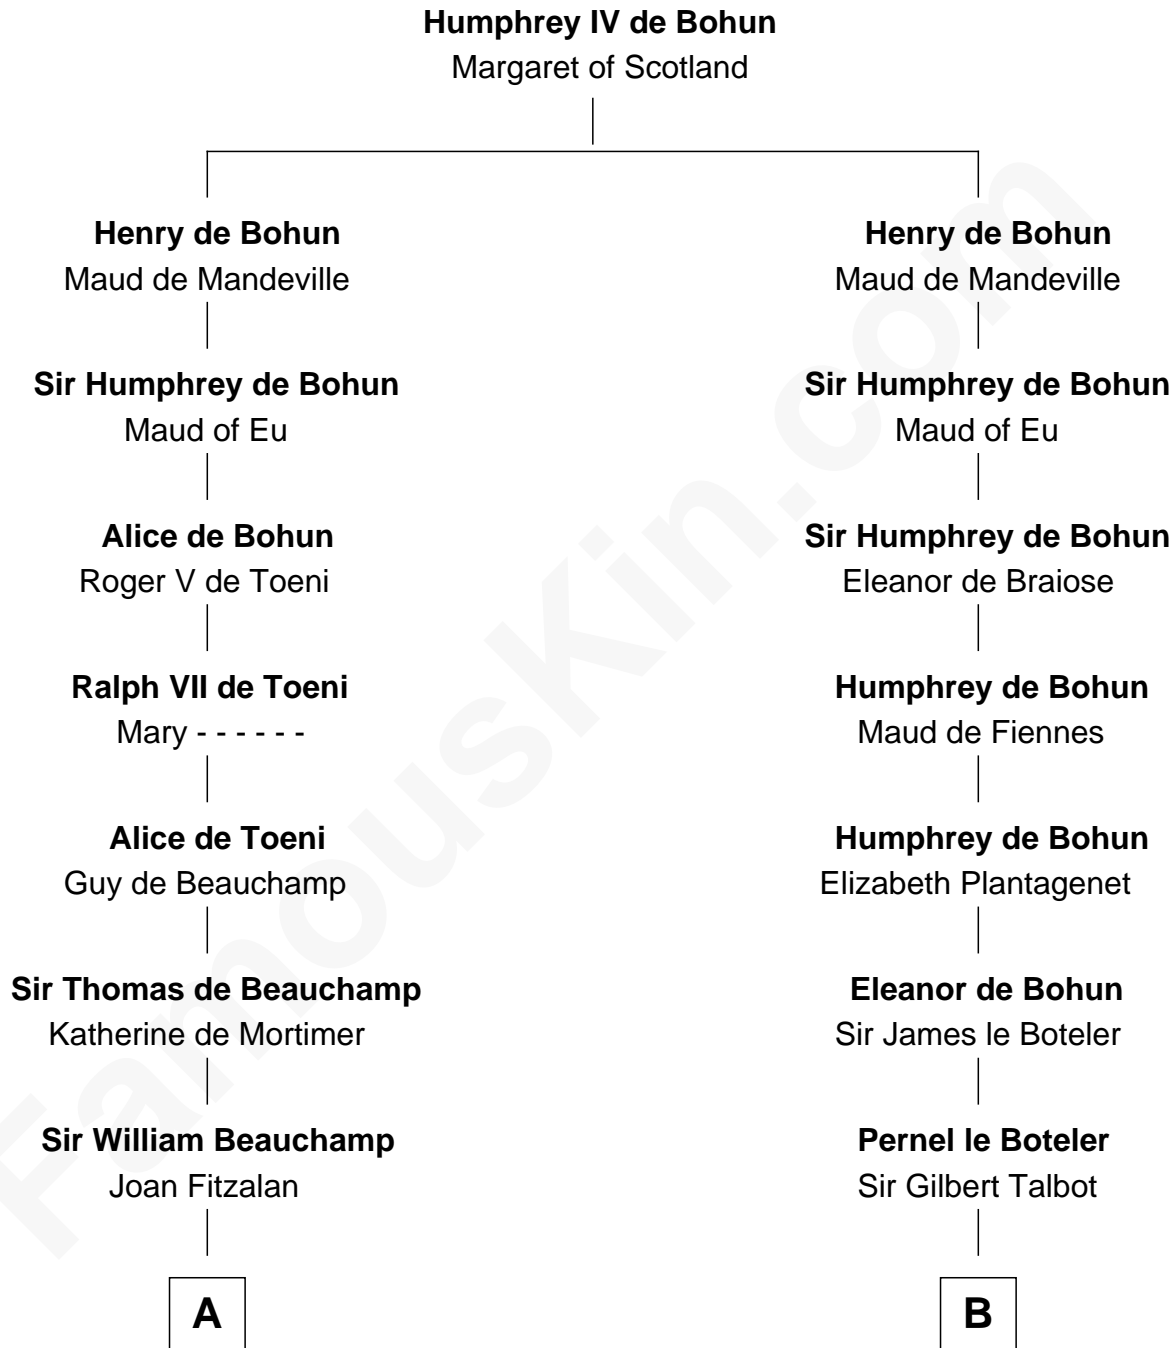 Humphrey IV de Bohun
Margaret of Scotland
Henry de Bohun
Maud de Mandeville
Henry de Bohun
Maud de Mandeville
Sir Humphrey de Bohun
Maud of Eu
Sir Humphrey de Bohun
Maud of Eu
Alice de Bohun
Roger V de Toeni
Sir Humphrey de Bohun
Eleanor de Braiose
Ralph VII de Toeni
Mary - - - - - -
Humphrey de Bohun
Maud de Fiennes
Alice de Toeni
Guy de Beauchamp
Humphrey de Bohun
Elizabeth Plantagenet
Sir Thomas de Beauchamp
Katherine de Mortimer
Eleanor de Bohun
Sir James le Boteler
Sir William Beauchamp
Joan Fitzalan
Pernel le Boteler
Sir Gilbert Talbot
A
B
FamousKin.com